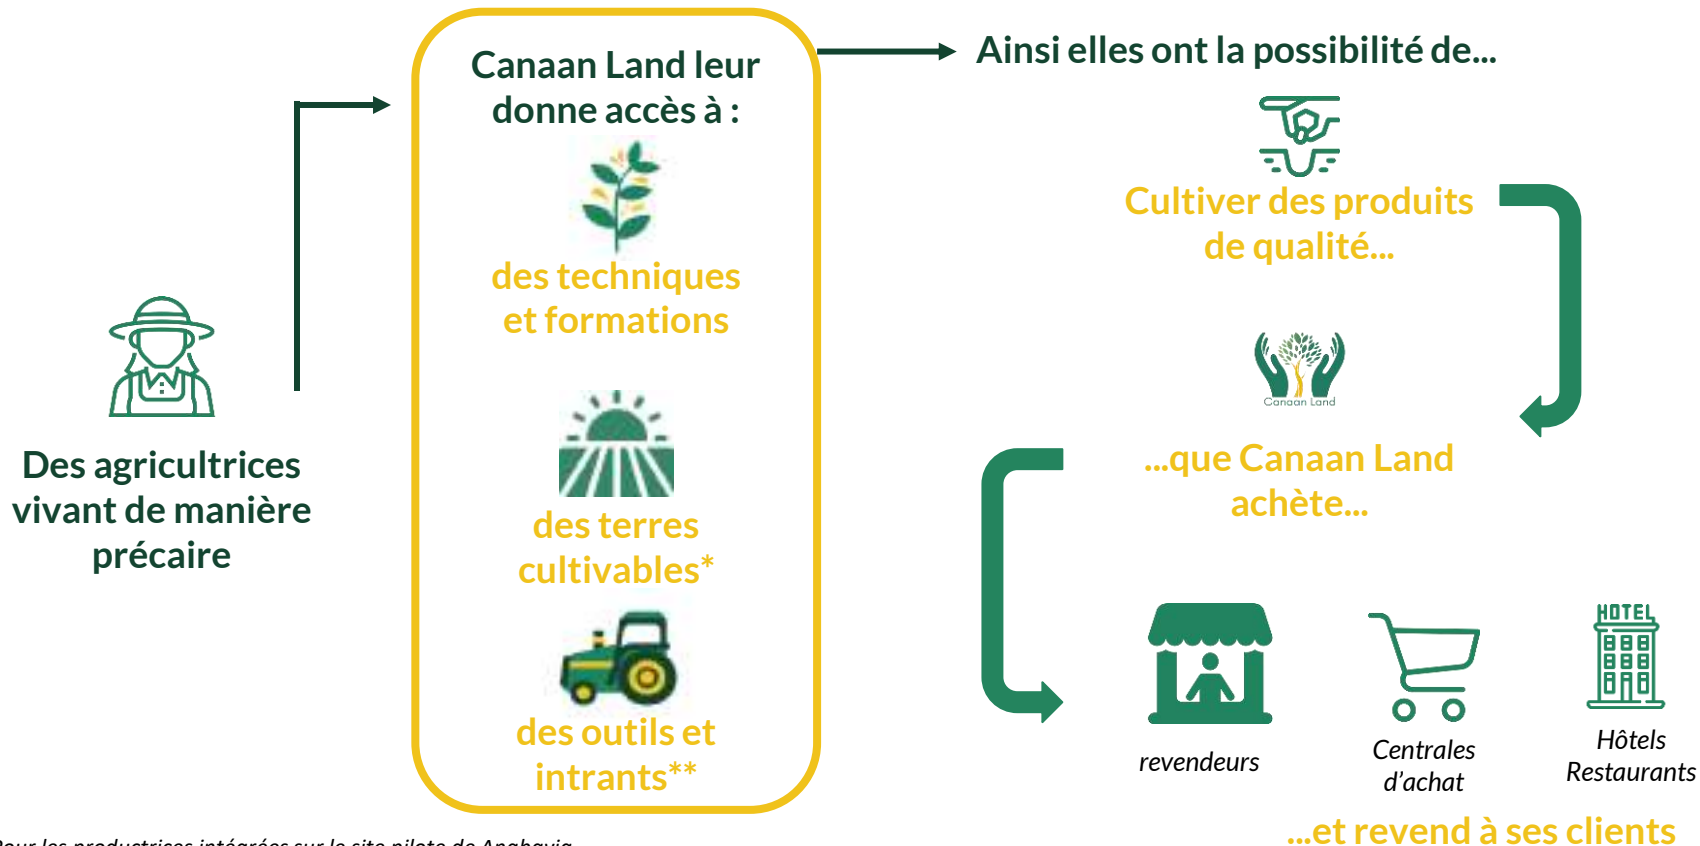 Des agricultrices
vivant de manière
précaire
Canaan Land leur
donne accès à :
des techniques
et formations
des terres
cultivables*
des outils et
intrants**
Ainsi elles ont la possibilité de...
Cultiver des produits
de qualité...
Canaan Land
...que Canaan Land
achète...
HOTEL
revendeurs
Centrales
d’achat
Hôtels
Restaurants
...et revend à ses clients